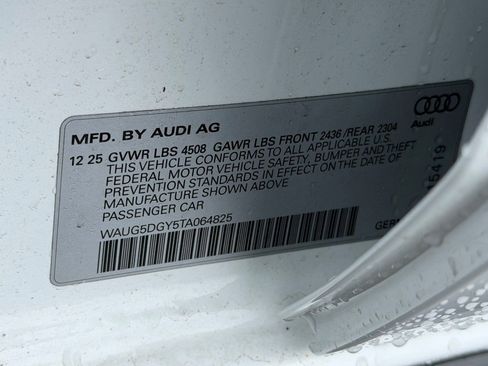 MFD. BY AUDI AG
Audi
12 25 GVWR LBS 4508 GAWR LBS FRONT 2436 /REAR 2304
THIS VEHICLE CONFORMS TO ALL APPLICABLE U.S.
FEDERAL MOTOR VEHICLE SAFETY, BUMPER AND THEFT
PREVENTION STANDARDS IN EFFECT ON THE DATE OF
MANUFACTURE SHOWN ABOVE
PASSENGER CAR
WAUG5DGY5TA064825